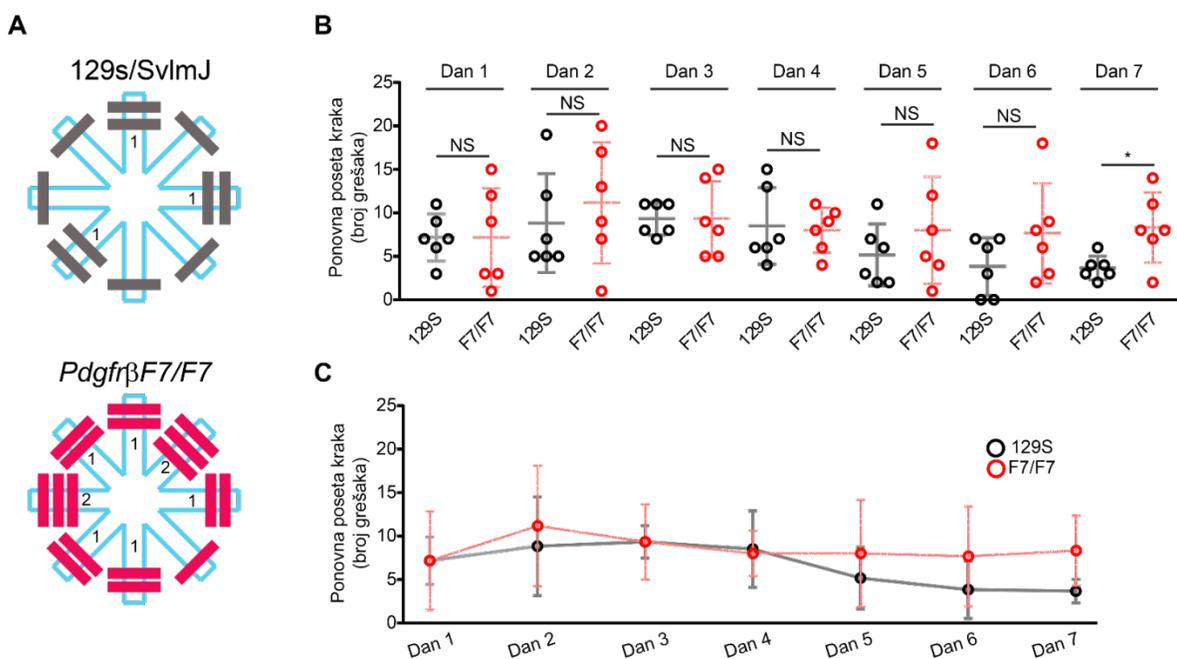 A
129s/SvlmJ
1
1
1
PdgfrβF7/F7
1
1
2
2
1
1
1
B
Dan 1 Dan 2 Dan 3 Dan 4 Dan 5 Dan 6 Dan 7
Ponovna poseta kraka
(broj grešaka)
25
20
15
10
5
0
NS NS NS NS NS NS *
129S F7/F7 129S F7/F7 129S F7/F7 129S F7/F7 129S F7/F7 129S F7/F7 129S F7/F7
C
Ponovna poseta kraka
(broj grešaka)
25
20
15
10
5
0
129S
F7/F7
Dan 1 Dan 2 Dan 3 Dan 4 Dan 5 Dan 6 Dan 7